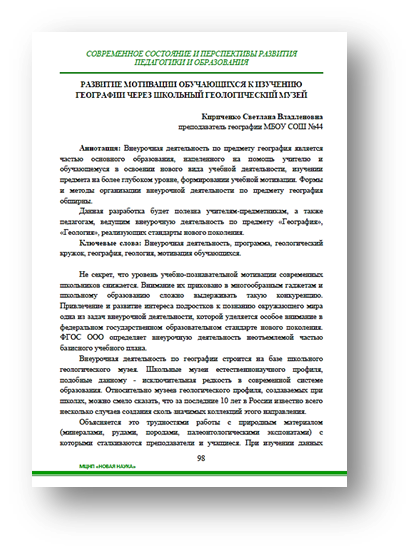 СОВРЕМЕННОЕ СОСТОЯНИЕ И ПЕРСПЕКТИВЫ РАЗВИТИЯ
ПЕДАГОГИКИ И ОБРАЗОВАНИЯ
РАЗВИТИЕ МОТИВАЦИИ ОБУЧАЮЩИХСЯ К ИЗУЧЕНИЮ
ГЕОГРАФИИ ЧЕРЕЗ ШКОЛЬНЫЙ ГЕОЛОГИЧЕСКИЙ МУЗЕЙ
Кириченко Светлана Владленовна
преподаватель географии МБОУ СОШ №44
Аннотация: Внеурочная деятельность по предмету география является
частью основного образования, нацеленного на помощь учителю и
обучающемуся в освоении нового вида учебной деятельности, изучении
предмета на более глубоком уровне, формировании учебной мотивации. Формы
и методы организации внеурочной деятельности по предмету география
обширны.
Данная разработка будет полезна учителям-предметникам, а также
педагогам, ведущим внеурочную деятельность по предмету «География»,
«Геология», реализующих стандарты нового поколения.
Ключевые слова: Внеурочная деятельность, программа, геологический
кружок, география, геология, мотивация обучающихся.
Не секрет, что уровень учебно-познавательной мотивации современных
школьников снижается. Внимание их приковано к многообразным гаджетам и
школьному образованию сложно выдерживать такую конкуренцию.
Привлечение и развитие интереса подростков к познанию окружающего мира
одна из задач внеурочной деятельности, которой уделяется особое внимание в
федеральном государственном образовательном стандарте нового поколения.
ФГОС ООО определяет внеурочную деятельность неотъемлемой частью
базисного учебного плана.
Внеурочная деятельность по географии строится на базе школьного
геологического музея. Школьные музеи естественнонаучного профиля,
подобные данному - исключительная редкость в современной системе
образования. Относительно музеев геологического профиля, создаваемых при
школах, можно смело сказать, что за последние 10 лет в России известно всего
несколько случаев создания сколь значимых коллекций этого направления.
Объясняется это трудностями работы с природным материалом
(минералами, рудами, породами, палеонтологическими экспонатами) с
которыми сталкиваются преподаватели и учащиеся. При изучении данных
98
МЦНП «НОВАЯ НАУКА»